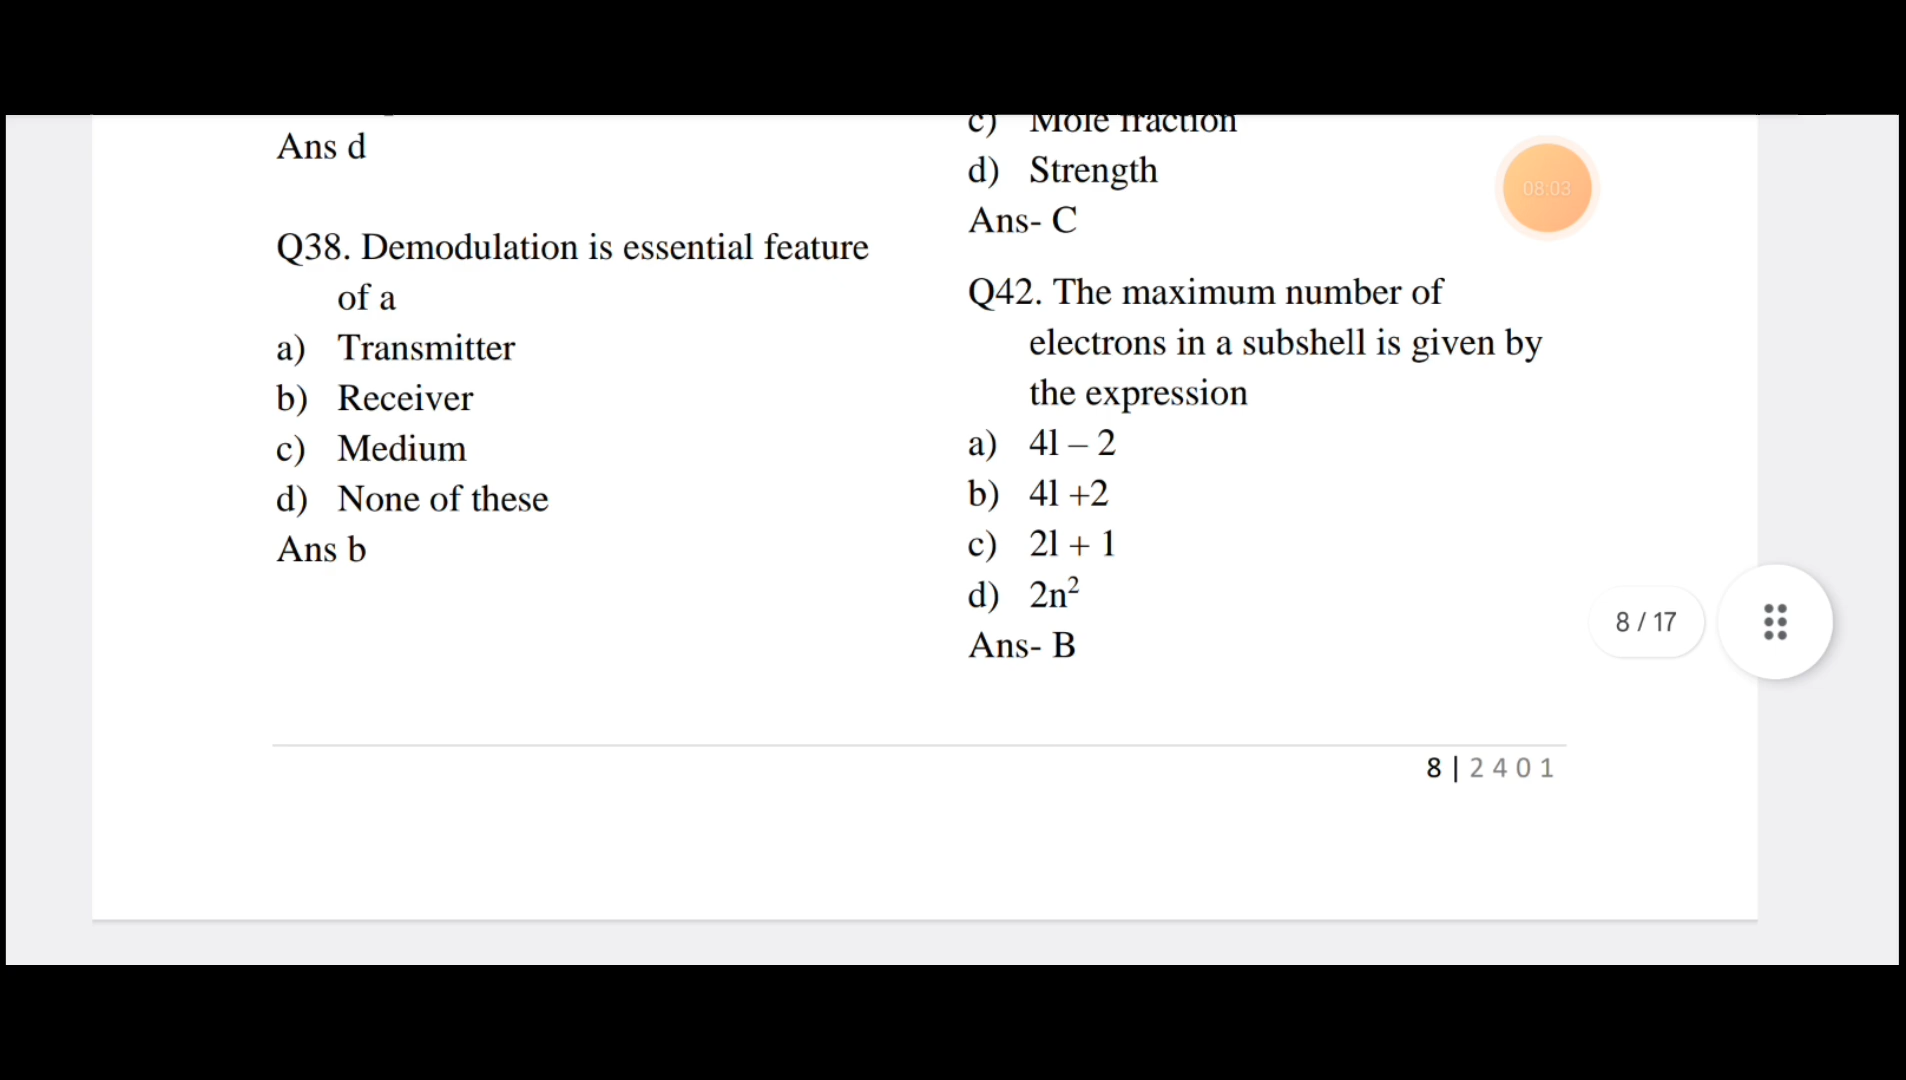 Ans d
Q38. Demodulation is essential feature
of a
a) Transmitter
b) Receiver
c) Medium
d) None of these
Ans b
c) Mole fraction
d) Strength
Ans- C
Q42. The maximum number of
electrons in a subshell is given by
the expression
a) 4l – 2
b) 4l +2
c) 2l + 1
d) 2n²
Ans- B
08:03
8 / 17
8 | 2 4 0 1